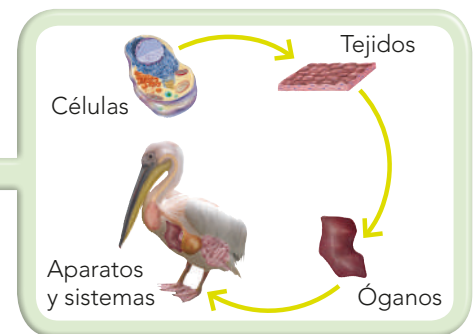 Tejidos
Células
Aparatos
y sistemas
Óganos